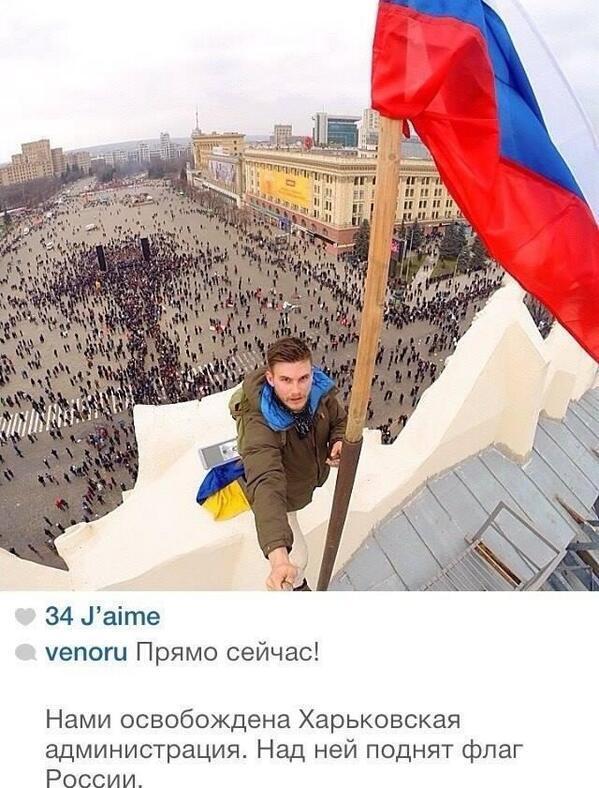 34 J’aime
venoru Прямо сейчас!
Нами освобождена Харьковская
администрация. Над ней поднят флаг
России.